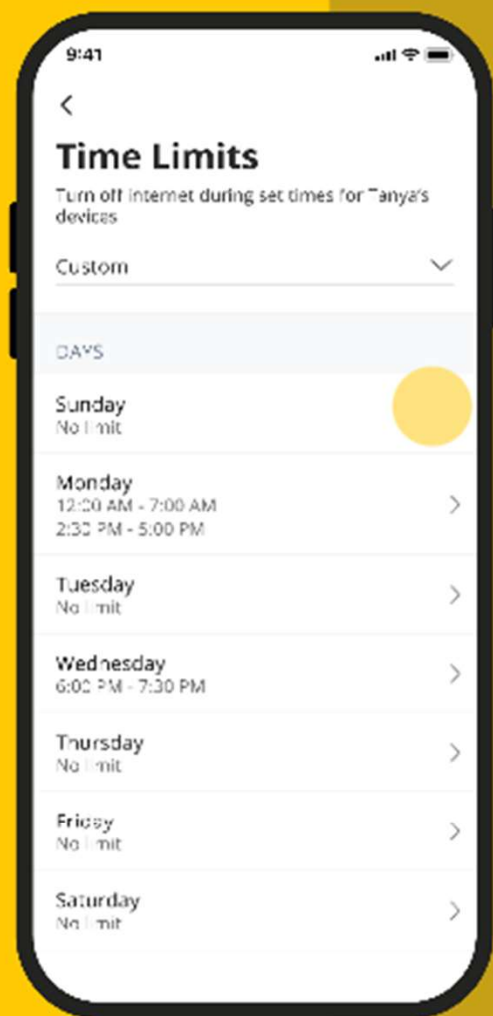 9:41
Time Limits
Turn off internet during set times for Tanya's
devices
Custom
DAYS
Sunday
No limit
Monday
12:00 AM - 7:00 AM
2:30 PM - 5:00 PM
Tuesday
No limit
Wednesday
6:00 PM - 7:30 PM
Thursday
No limit
Friday
No limit
Saturday
No limit